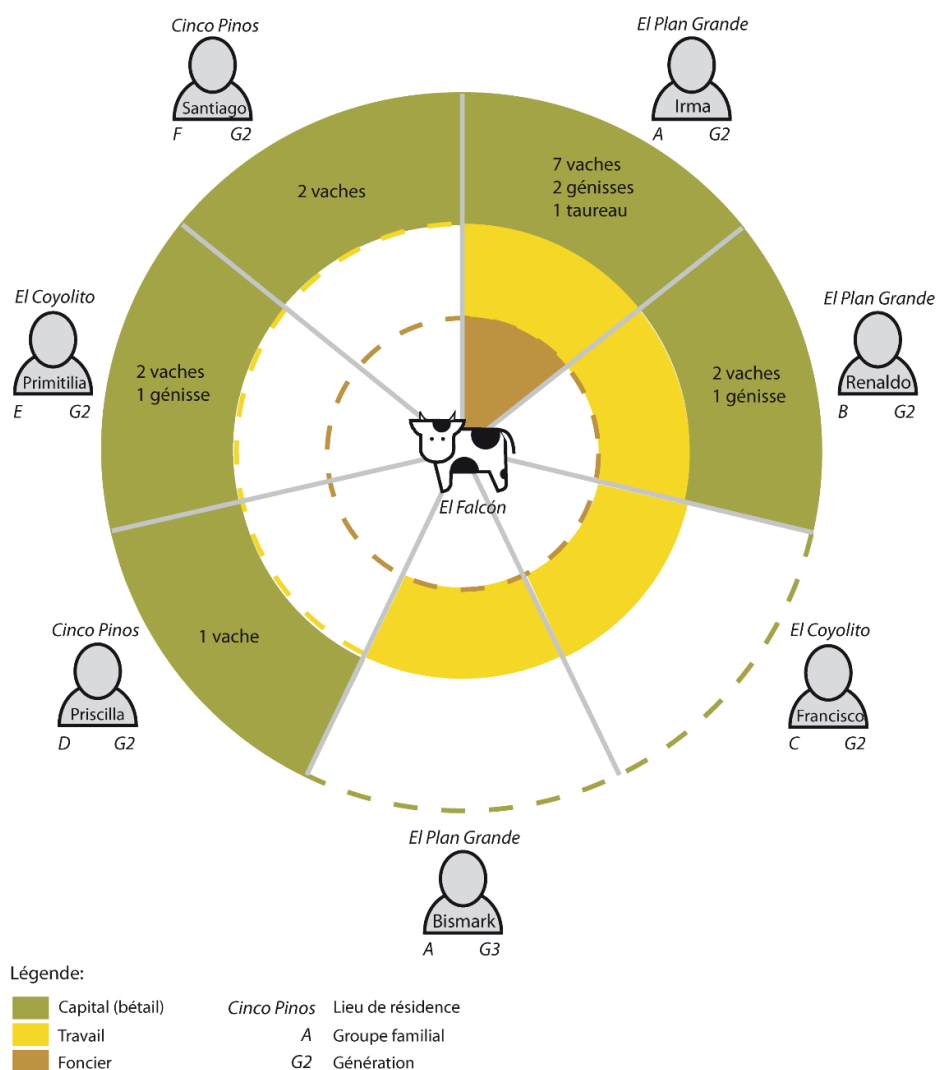 Cinco Pinos
Santiago
F G2
El Plan Grande
Irma
A G2
7 vaches
2 génisses
1 taureau
2 vaches
El Coyolito
Primitilia
E G2
2 vaches
1 génisse
El Plan Grande
Renaldo
B G2
2 vaches
1 génisse
El Falcón
Cinco Pinos
Priscilla
D G2
1 vache
El Coyolito
Francisco
C G2
El Plan Grande
Bismark
A G3
Légende:
Capital (bétail)
Travail
Foncier
Cinco Pinos Lieu de résidence
A Groupe familial
G2 Génération